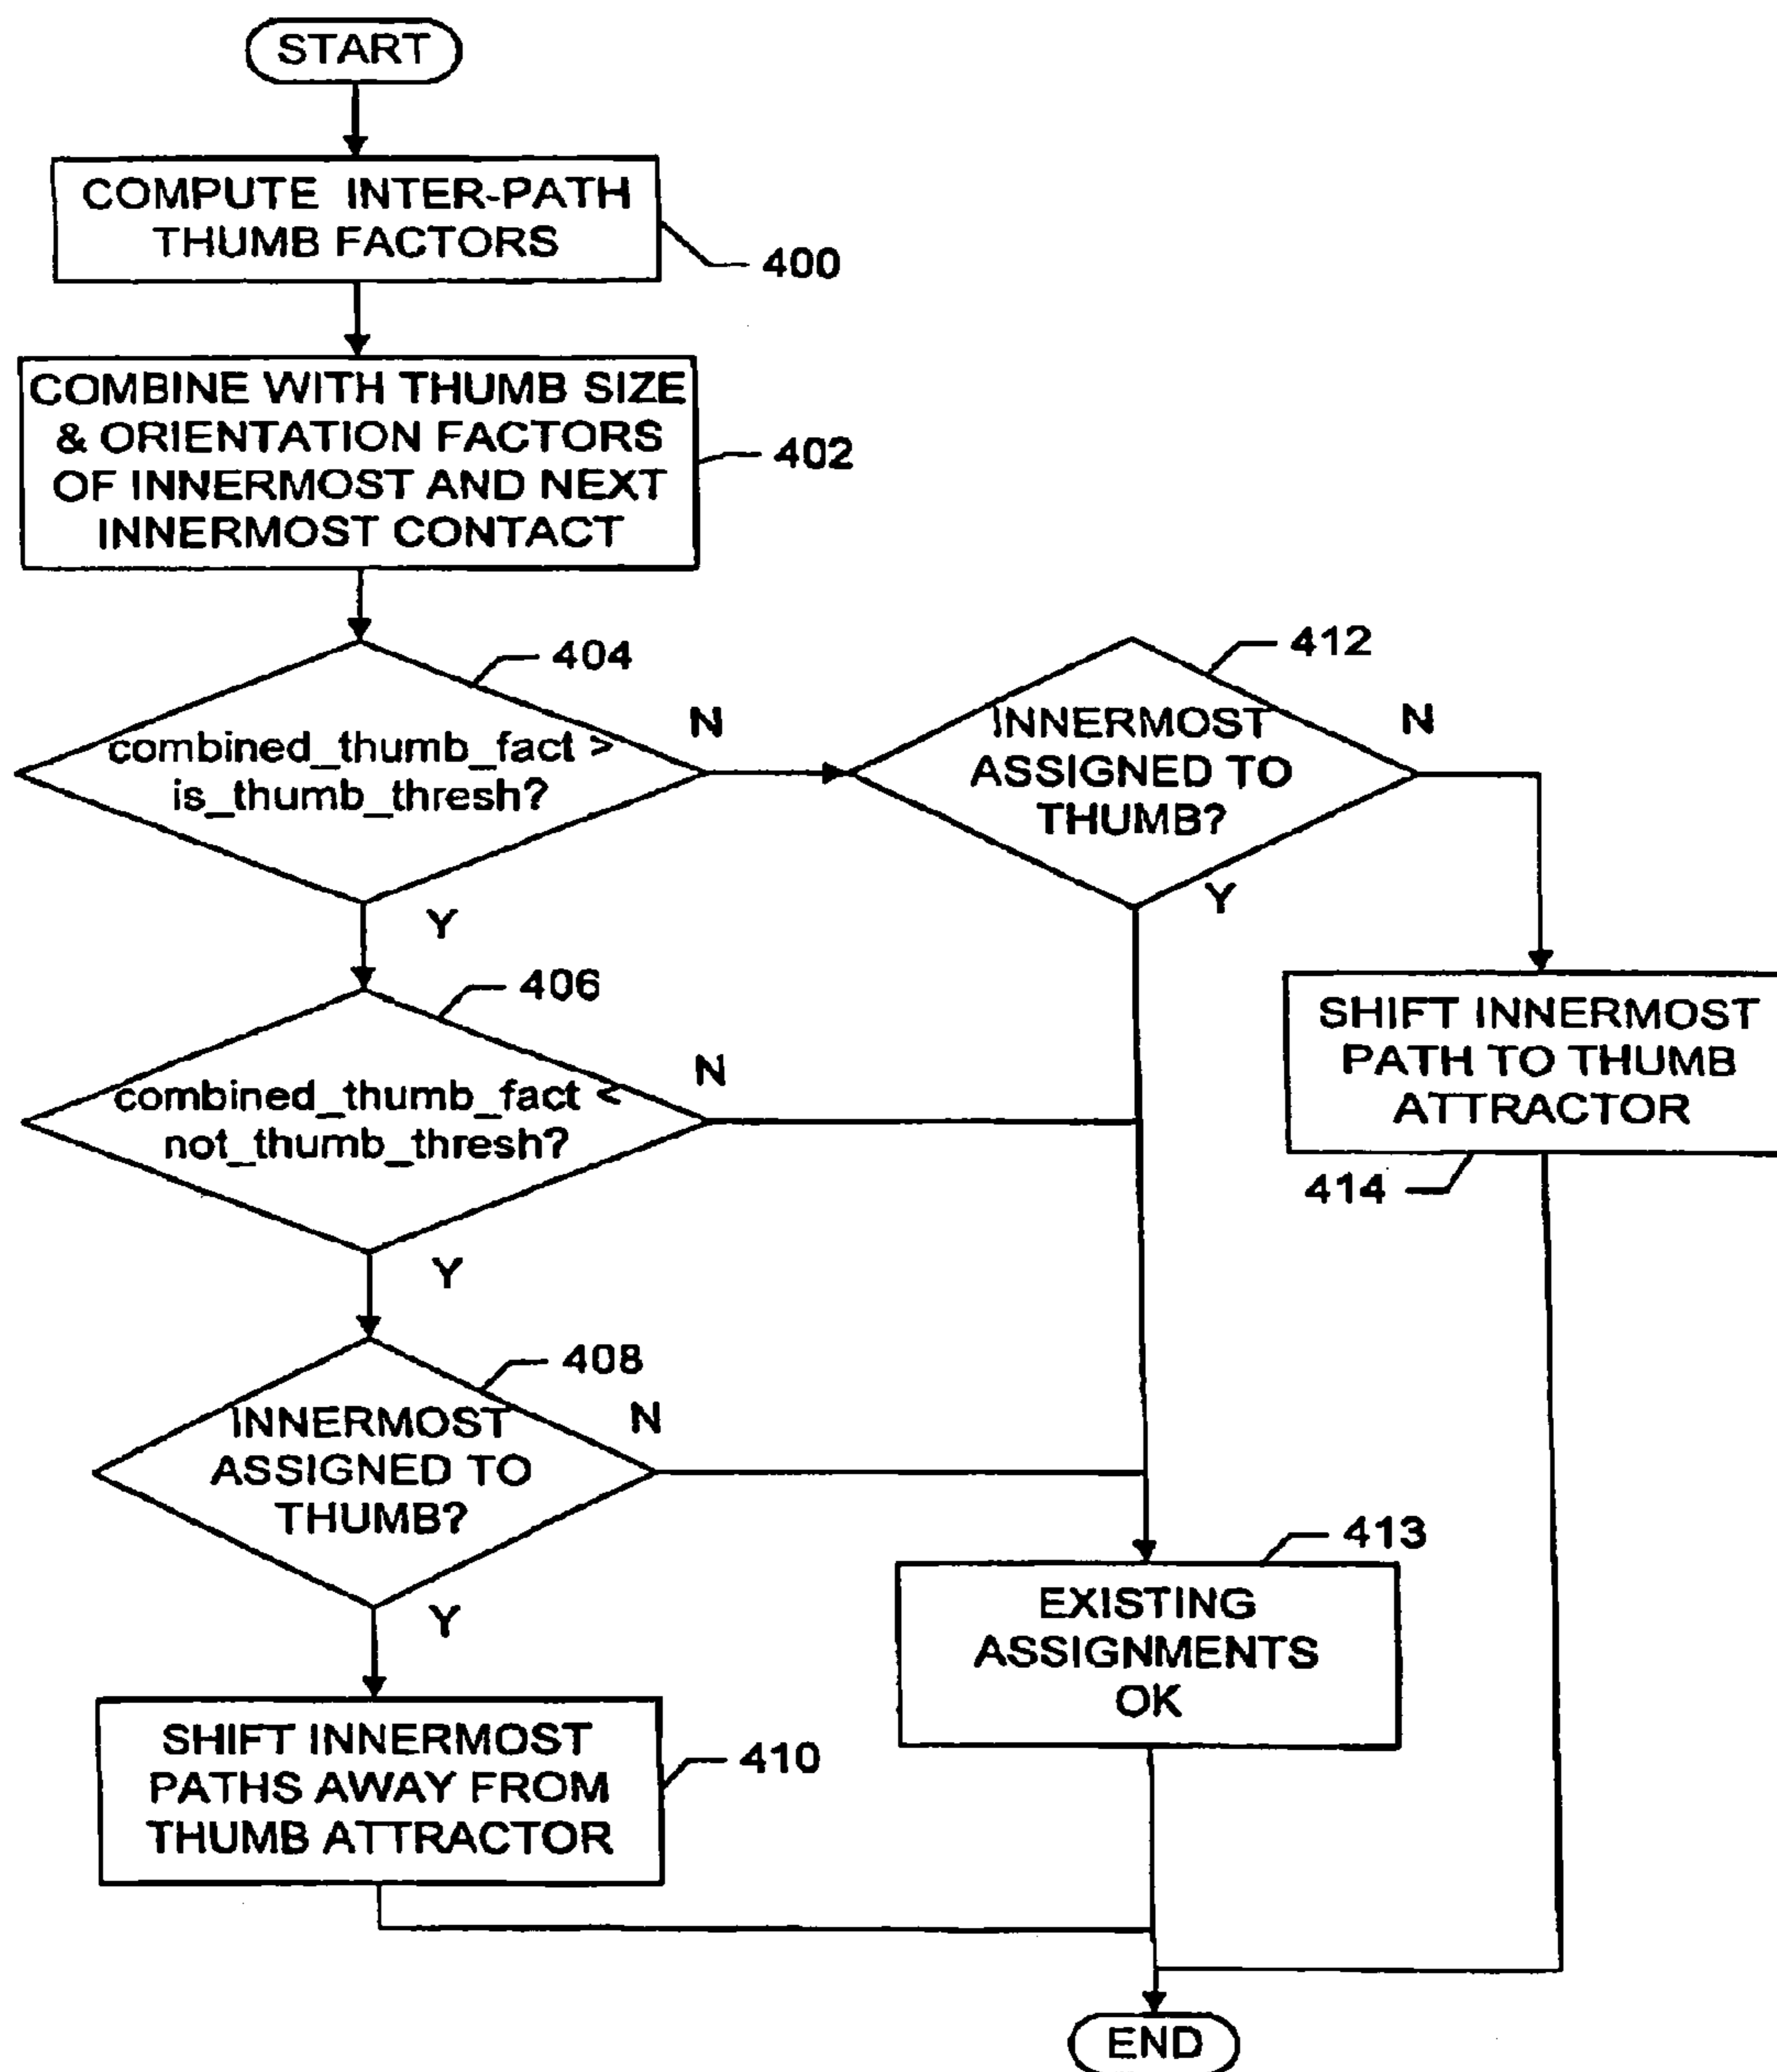 START
COMPUTE INTER-PATH
THUMB FACTORS
400
COMBINE WITH THUMB SIZE
& ORIENTATION FACTORS
OF INNERMOST AND NEXT
INNERMOST CONTACT
402
404
combined_thumb_fact >
is_thumb_thresh?
N
Y
412
INNERMOST
ASSIGNED TO
THUMB?
N
Y
406
combined_thumb_fact <
not_thumb_thresh?
N
Y
SHIFT INNERMOST
PATH TO THUMB
ATTRACTOR
414
408
INNERMOST
ASSIGNED TO
THUMB?
N
Y
413
EXISTING
ASSIGNMENTS
OK
SHIFT INNERMOST
PATHS AWAY FROM
THUMB ATTRACTOR
410
END